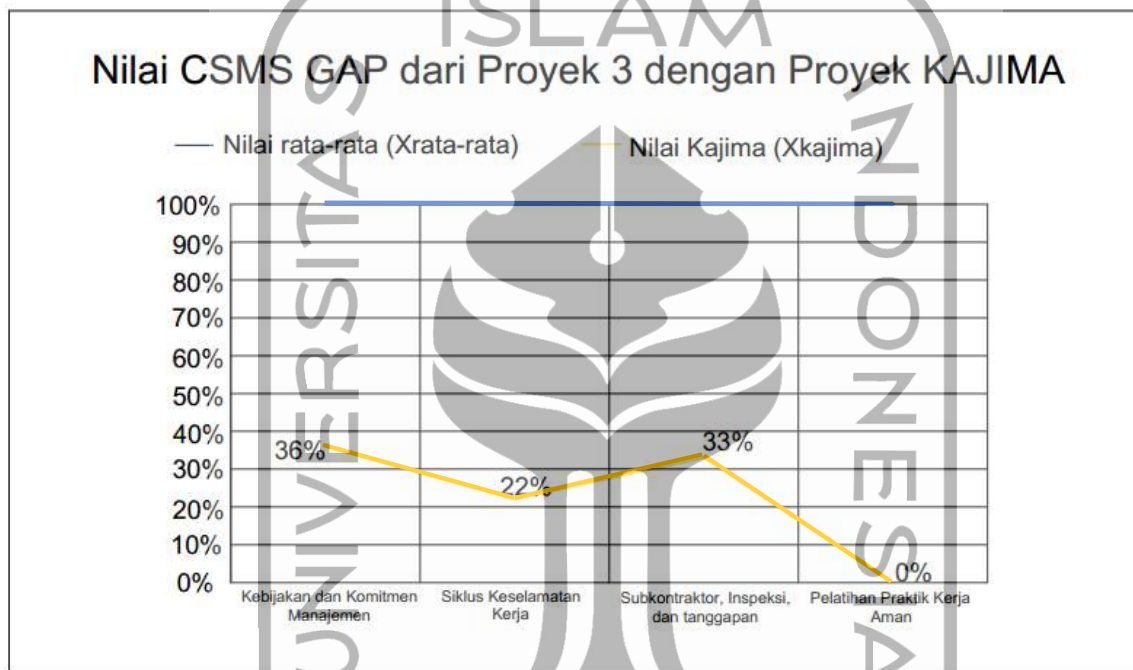 ISLAM
UNIVERSITAS
INDONESIA
Nilai CSMS GAP dari Proyek 3 dengan Proyek KAJIMA
Nilai rata-rata (Xrata-rata)
Nilai Kajima (Xkajima)
100%
90%
80%
70%
60%
50%
40%
30%
20%
10%
0%
36%
22%
33%
0%
Kebijakan dan Komitmen
Manajemen
Siklus Keselamatan
Kerja
Subkontraktor, Inspeksi,
dan tanggapan
Pelatihan Praktik Kerja
Aman